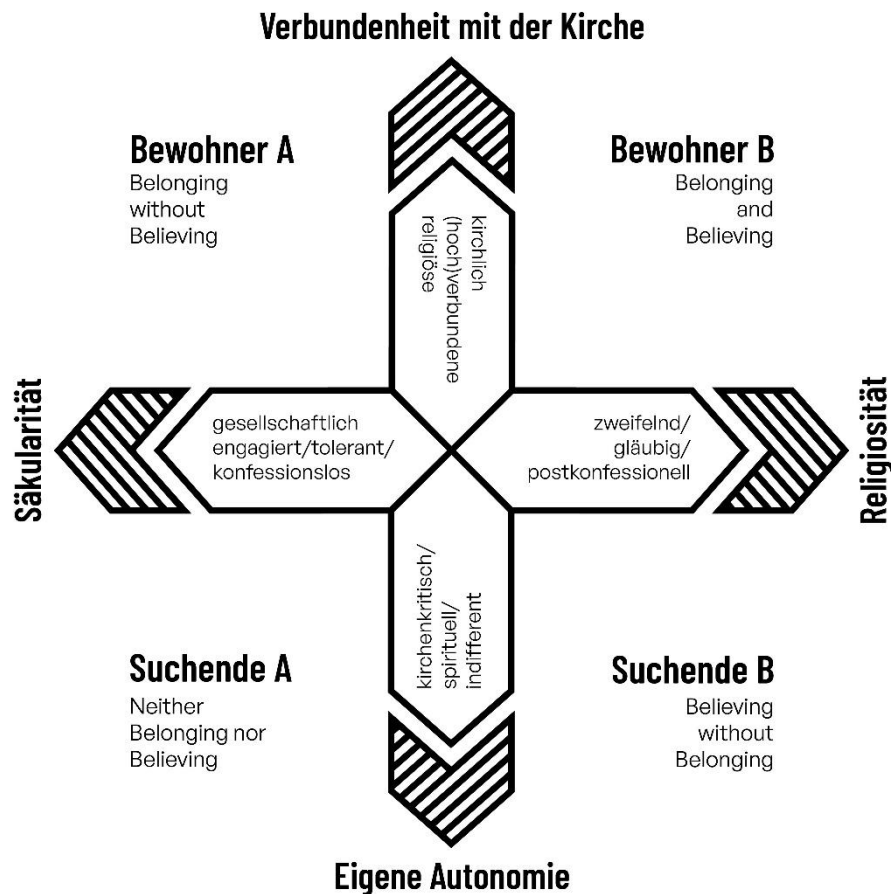 Verbundenheit mit der Kirche
Bewohner A
Belonging
without
Believing
Bewohner B
Belonging
and
Believing
kirchlich
(hoch)verbundene
religiöse
Säkularität
gesellschaftlich
engagiert/tolerant/
konfessionslos
zweifelnd/
gläubig/
postkonfessionell
Religiosität
kirchenkritisch/
spirituell/
indifferent
Suchende A
Neither
Belonging nor
Believing
Suchende B
Believing
without
Belonging
Eigene Autonomie